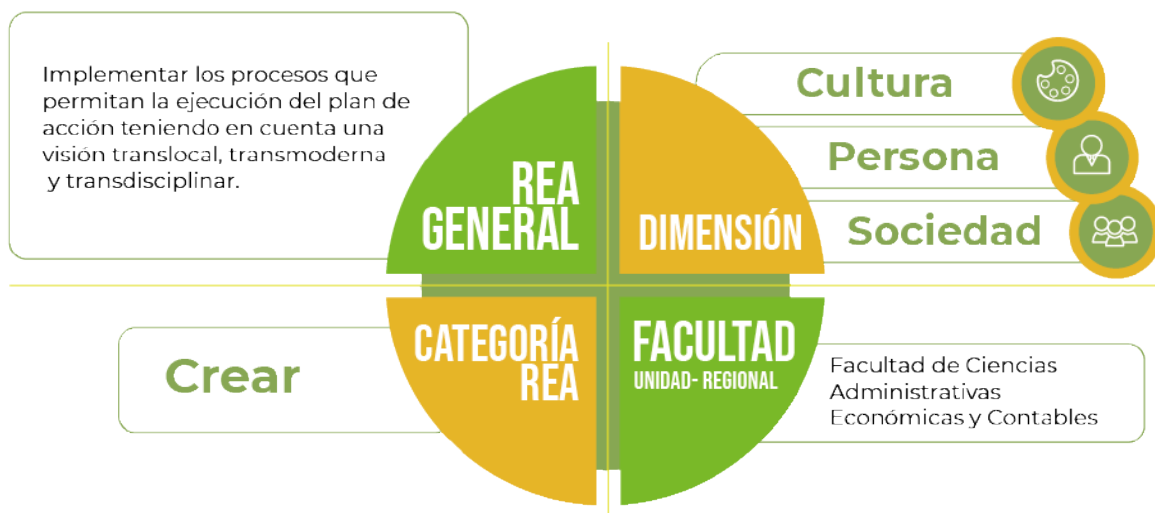 Implementar los procesos que
permitan la ejecución del plan de
acción teniendo en cuenta una
visión translocal, transmoderna
y transdisciplinar.
REA
GENERAL
DIMENSIÓN
Cultura
Persona
Sociedad
Crear
CATEGORÍA
REA
FACULTAD
UNIDAD- REGIONAL
Facultad de Ciencias
Administrativas
Económicas y Contables